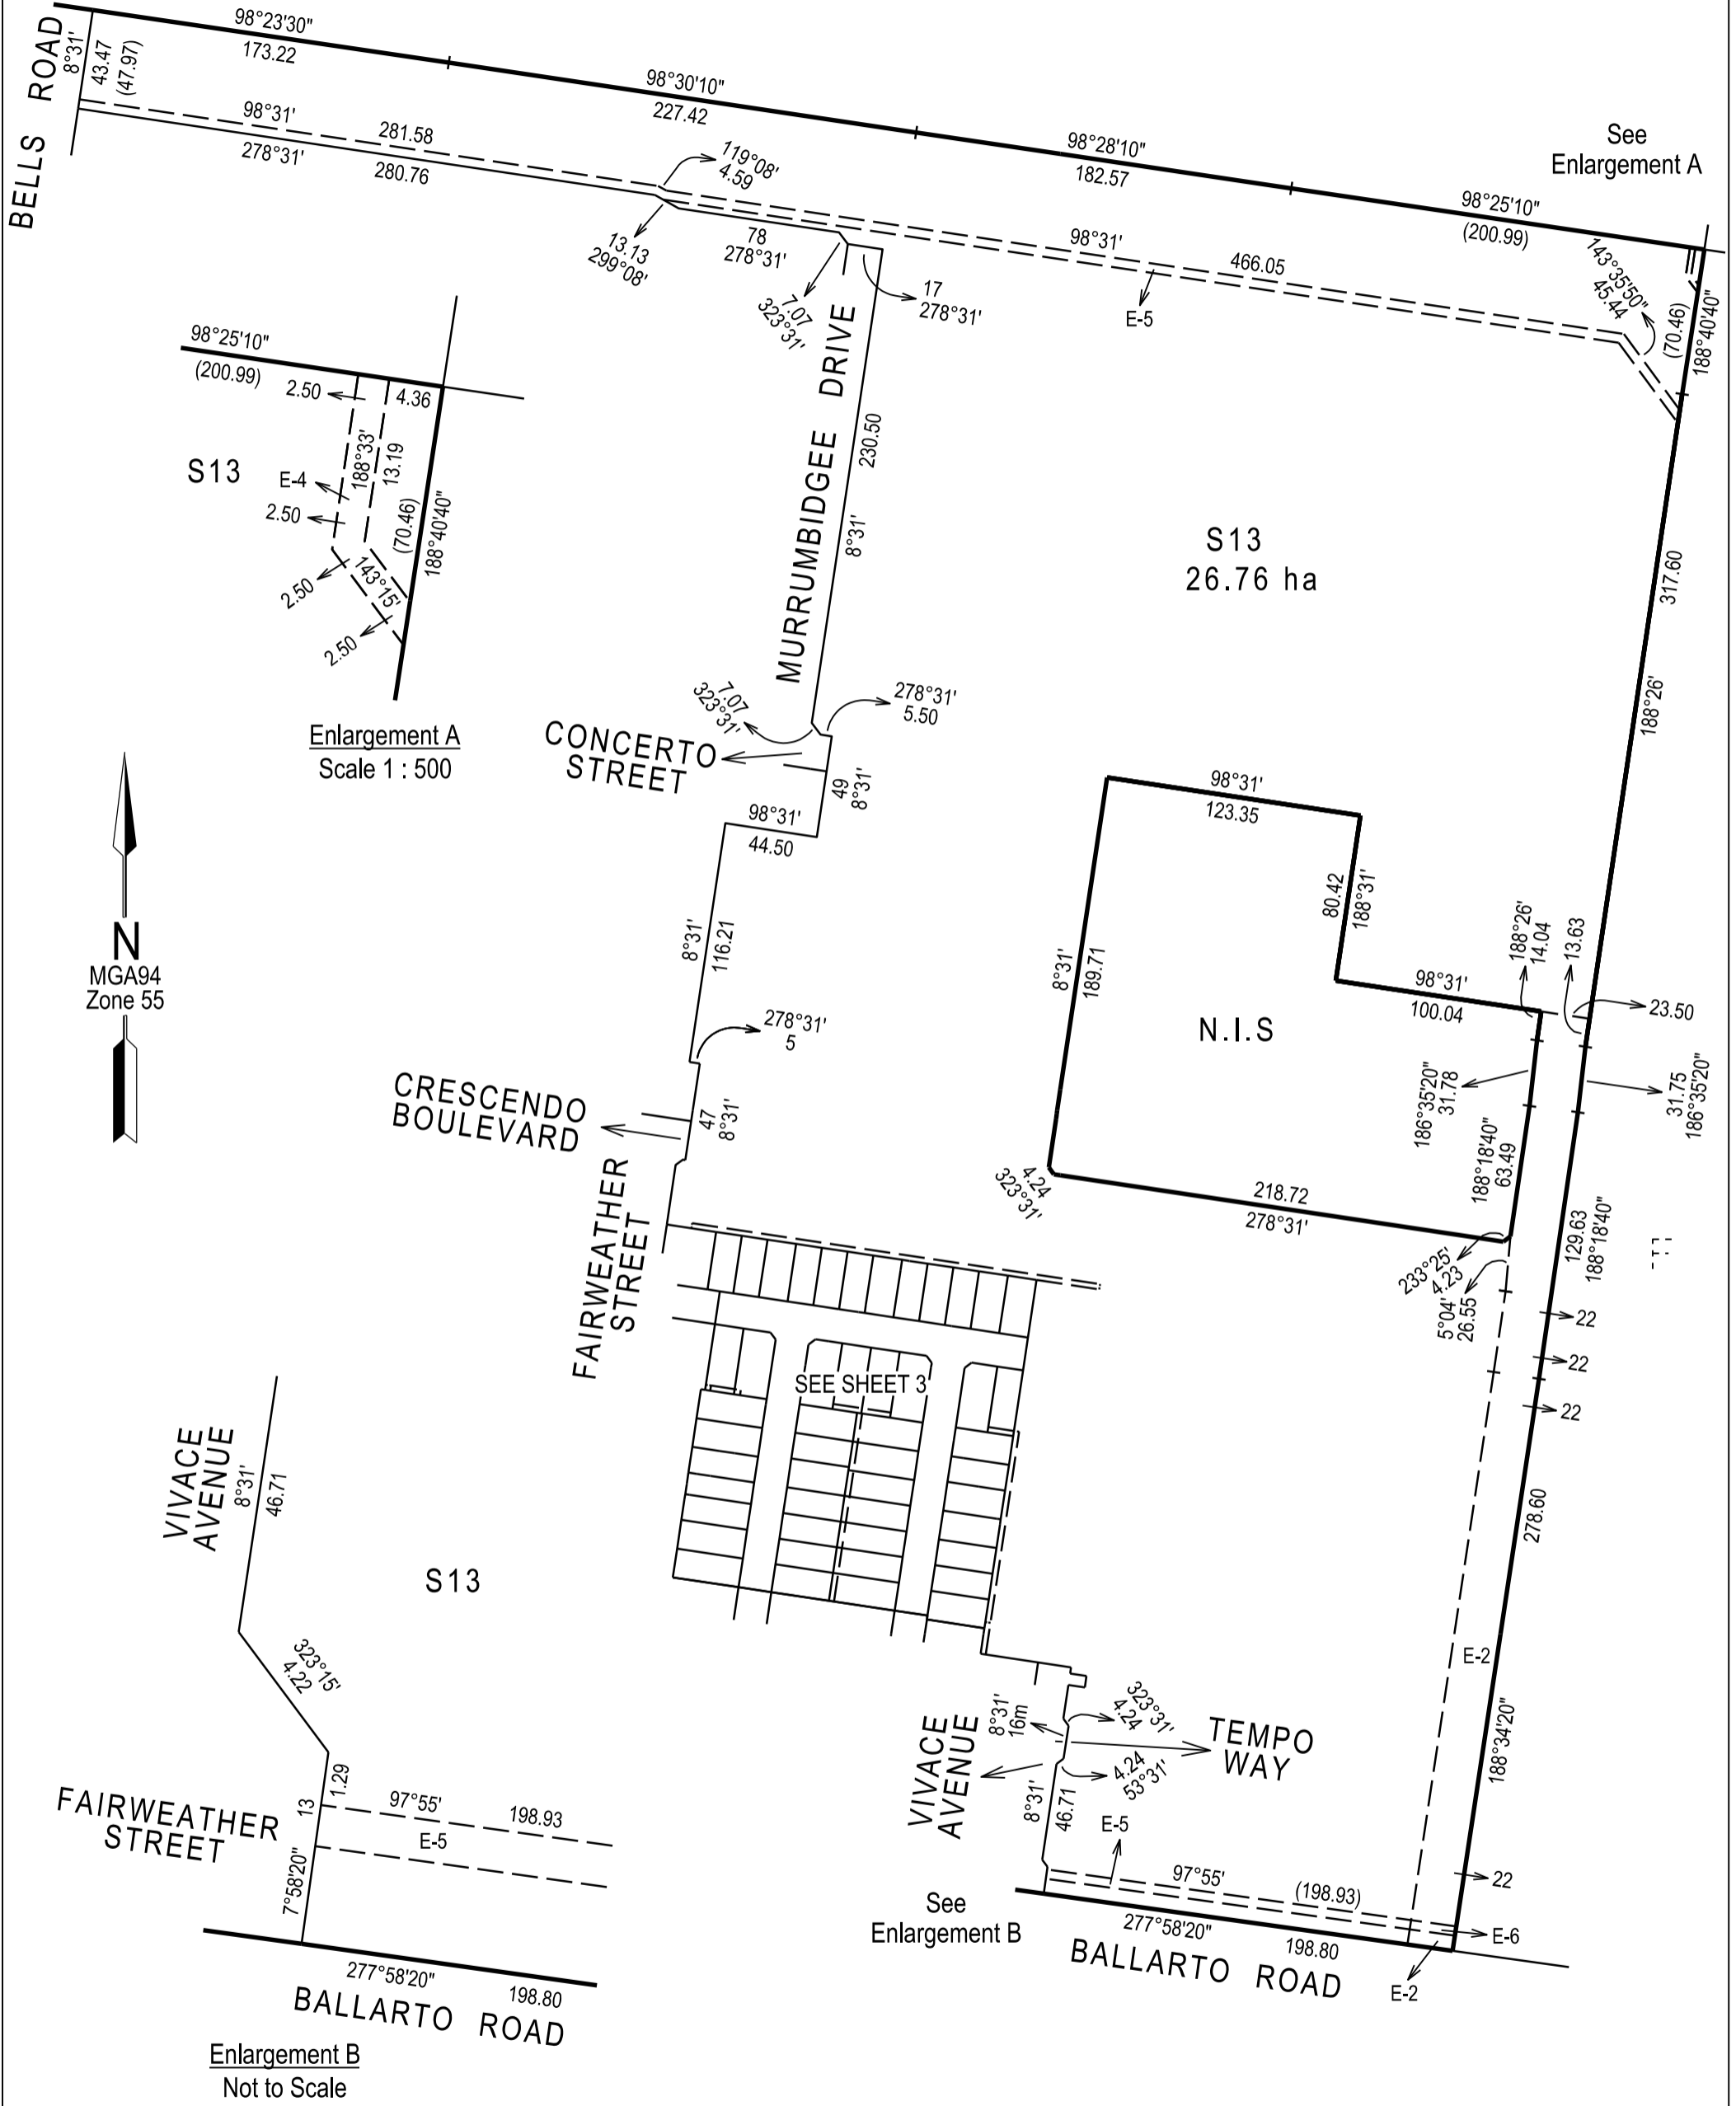 98°23'30"
173.22
98°30'10"
227.42
98°28'10"
182.57
98°25'10"
(200.99)
See
Enlargement A
BELLS ROAD
8°31'
43.47
(47.97)
98°31'
281.58
278°31'
280.76
119°08'
4.59
13.13
299°08'
78
278°31'
7.07
323°31'
17
278°31'
98°31'
466.05
E-5
143°35'50"
45.44
(70.46)
188°40'40"
98°25'10"
(200.99)
2.50
4.36
S13
E-4
188°33'
13.19
2.50
(70.46)
188°40'40"
143°15'
2.50
2.50
Enlargement A
Scale 1 : 500
MURRUMBIDGEE DRIVE
230.50
8°31'
S13
26.76 ha
317.60
188°26'
7.07
323°31'
278°31'
5.50
CONCERTO
STREET
49
8°31'
98°31'
44.50
N
MGA94
Zone 55
8°31'
116.21
278°31'
5
CRESCENDO
BOULEVARD
47
8°31'
FAIRWEATHER
STREET
98°31'
123.35
80.42
188°31'
8°31'
189.71
N.I.S
98°31'
100.04
188°26'
14.04
13.63
23.50
186°35'20"
31.78
31.75
186°35'20"
188°18'40"
63.49
4.24
323°31'
218.72
278°31'
233°25'
4.23
5°04'
26.55
129.63
188°18'40"
22
22
22
SEE SHEET 3
278.60
E-2
188°34'20"
VIVACE
AVENUE
8°31'
46.71
S13
323°15'
4.22
FAIRWEATHER
STREET
13
1.29
97°55'
198.93
E-5
7°58'20"
277°58'20"
198.80
BALLARTO ROAD
Enlargement B
Not to Scale
VIVACE
AVENUE
8°31'
16m
323°31'
4.24
TEMPO
WAY
4.24
53°31'
8°31'
46.71
E-5
97°55'
(198.93)
22
E-6
See
Enlargement B
277°58'20"
198.80
BALLARTO ROAD
E-2